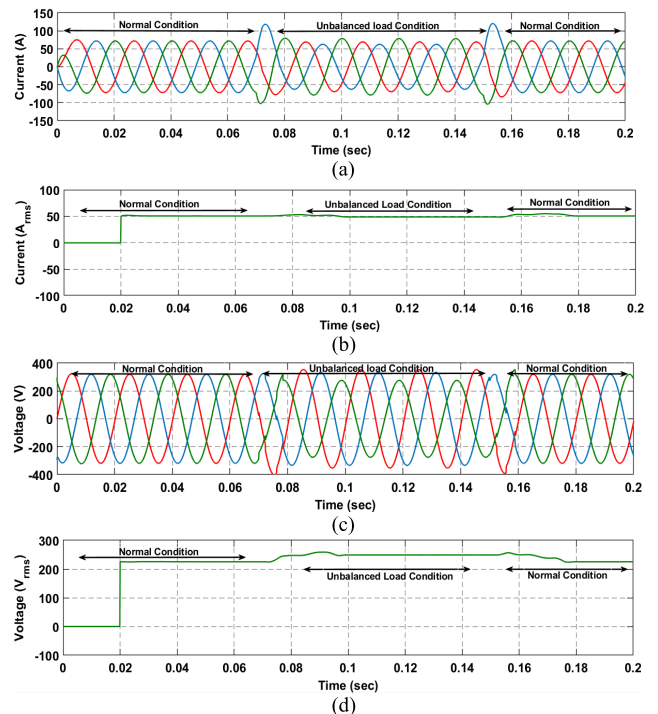 150
100
50
0
-50
-100
-150
Current (A)
Normal Condition
Unbalanced load Condition
Normal Condition
0 0.02 0.04 0.06 0.08 0.1 0.12 0.14 0.16 0.18 0.2
Time (sec)
(a)
100
50
0
-50
-100
Current (Arms)
Normal Condition
Unbalanced Load Condition
Normal Condition
0 0.02 0.04 0.06 0.08 0.1 0.12 0.14 0.16 0.18 0.2
Time (sec)
(b)
400
200
0
-200
-400
Voltage (V)
Normal Condition
Unbalanced load Condition
Normal Condition
0 0.02 0.04 0.06 0.08 0.1 0.12 0.14 0.16 0.18 0.2
Time (sec)
(c)
300
200
100
0
-100
Voltage (Vrms)
Normal Condition
Unbalanced Load Condition
Normal Condition
0 0.02 0.04 0.06 0.08 0.1 0.12 0.14 0.16 0.18 0.2
Time (sec)
(d)